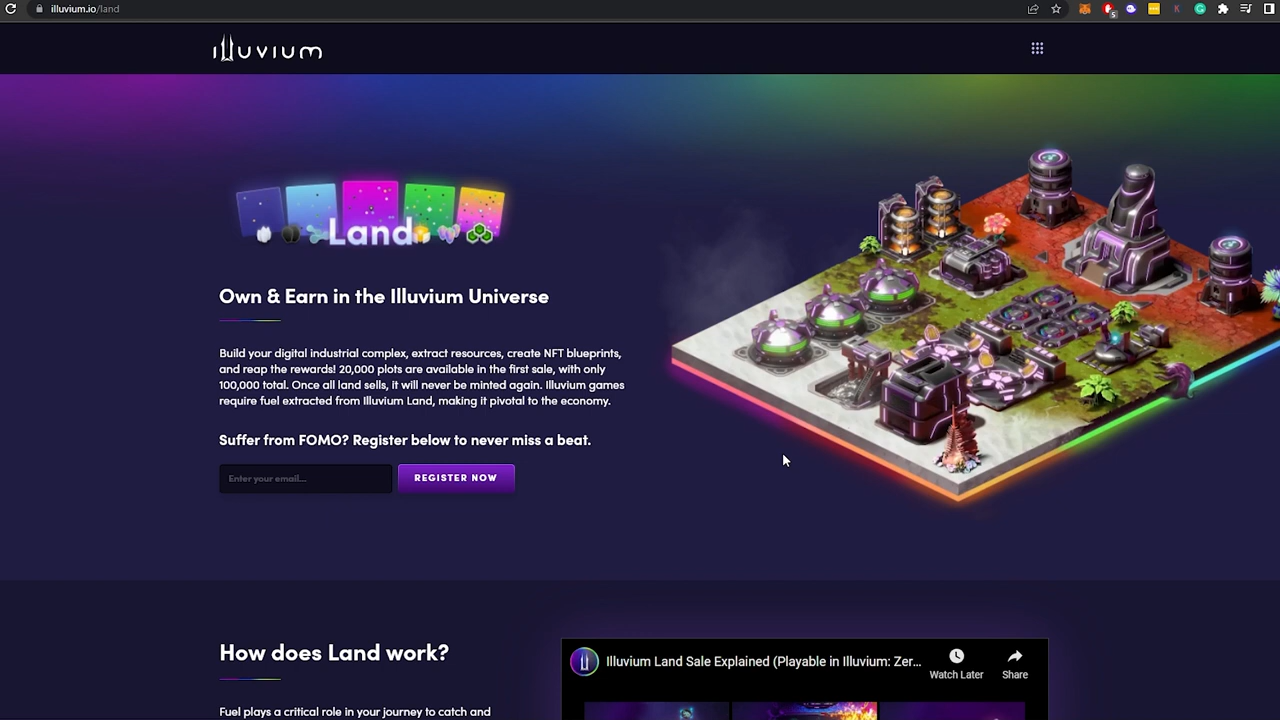 illuvium.io/land
5
illuvium
Land
Own & Earn in the Illuvium Universe
Build your digital industrial complex, extract resources, create NFT blueprints,
and reap the rewards! 20,000 plots are available in the first sale, with only
100,000 total. Once all land sells, it will never be minted again. Illuvium games
require fuel extracted from Illuvium Land, making it pivotal to the economy.
Suffer from FOMO? Register below to never miss a beat.
Enter your email...
REGISTER NOW
How does Land work?
Illuvium Land Sale Explained (Playable in Illuvium: Zer...
Watch Later
Share
Fuel plays a critical role in your journey to catch and